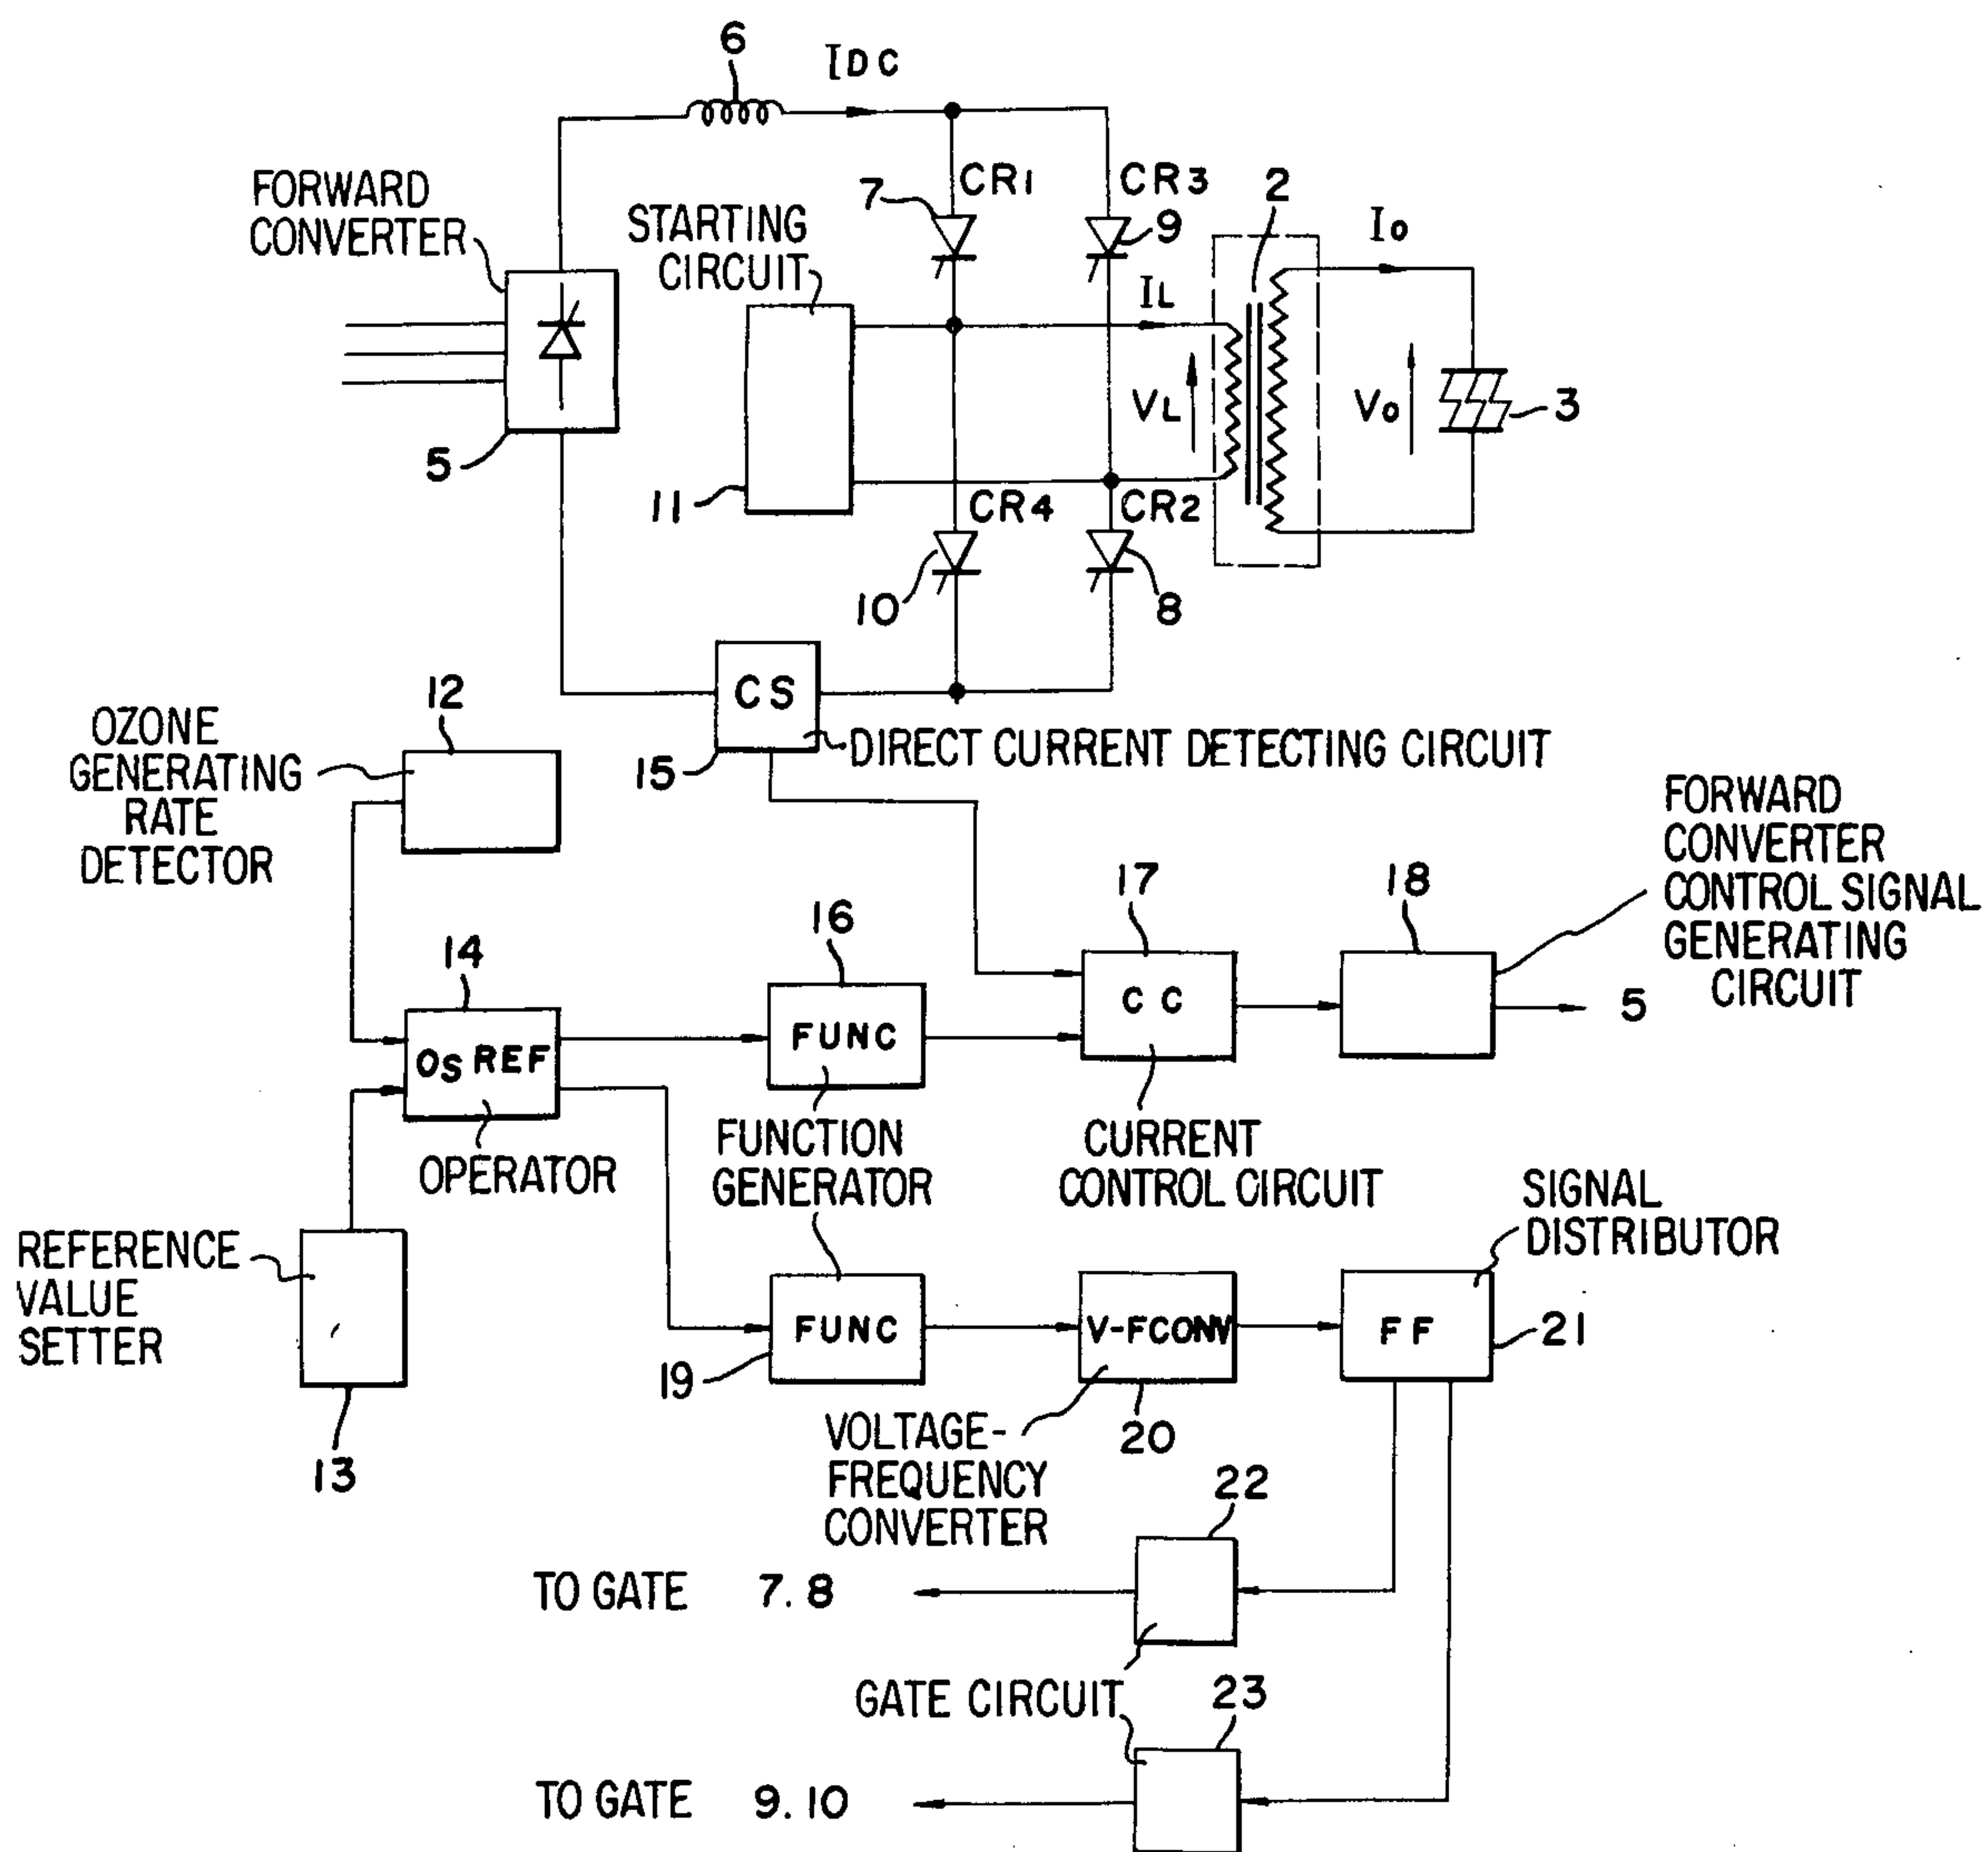 6
IDC
FORWARD
CONVERTER
STARTING
CIRCUIT
7
CR1
CR3
9
2
IO
IL
VL
VO
3
5
11
CR4
CR2
10
8
CS
15
DIRECT CURRENT DETECTING CIRCUIT
12
OZONE
GENERATING
RATE
DETECTOR
FORWARD
CONVERTER
CONTROL SIGNAL
GENERATING
CIRCUIT
14
16
17
18
OS REF
FUNC
CC
5
OPERATOR
FUNCTION
GENERATOR
CURRENT
CONTROL CIRCUIT
SIGNAL
DISTRIBUTOR
REFERENCE
VALUE
SETTER
13
FUNC
19
V-FCONV
20
FF
21
VOLTAGE-
FREQUENCY
CONVERTER
22
TO GATE 7. 8
GATE CIRCUIT
23
TO GATE 9. 10